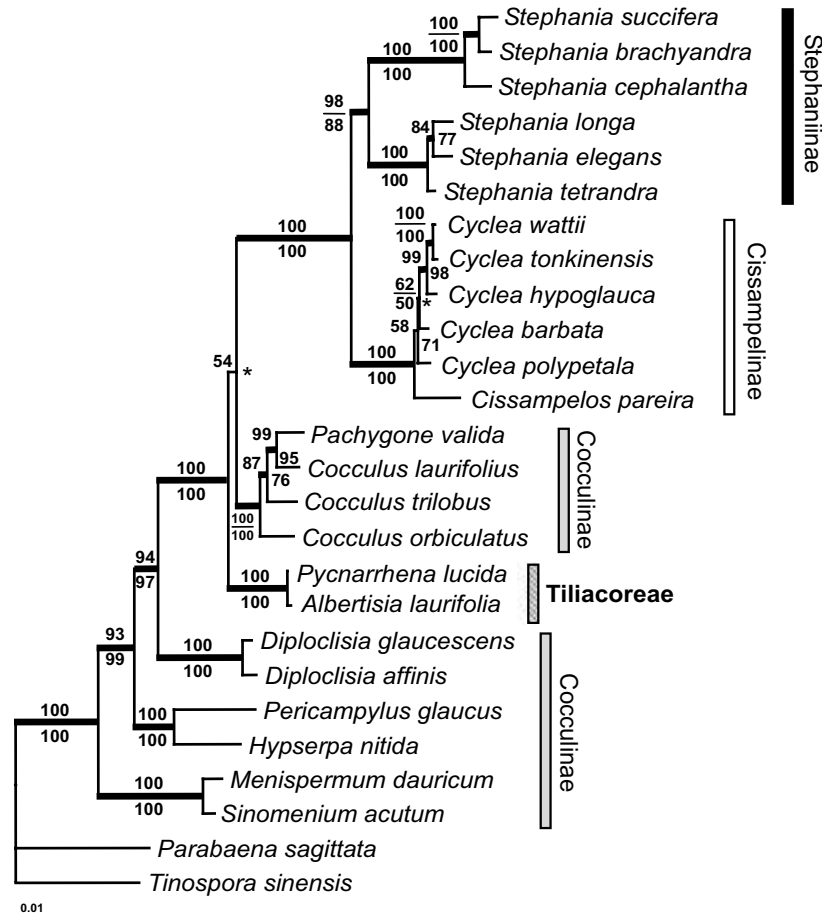 Stephania succifera
100
100
Stephania brachyandra
100
100
Stephania cephalantha
98
88
Stephania longa
84
77
Stephania elegans
100
100
Stephania tetrandra
Stephaniinae
100
100
Cyclea wattii
100
100
Cyclea tonkinensis
99
98
Cyclea hypoglauca
62
50
*
Cyclea barbata
58
71
Cyclea polypetala
100
100
Cissampelos pareira
Cissampelinae
54
*
Pachygone valida
99
95
Cocculus laurifolius
87
76
Cocculus trilobus
100
100
Cocculus orbiculatus
Cocculinae
100
100
Pycnarrhena lucida
100
100
Albertisia laurifolia
Tiliacoreae
94
97
Diploclisia glaucescens
100
100
Diploclisia affinis
93
99
Pericampylus glaucus
100
100
Hypserpa nitida
100
100
Menispermum dauricum
100
100
Sinomenium acutum
Cocculinae
Parabaena sagittata
Tinospora sinensis
0.01